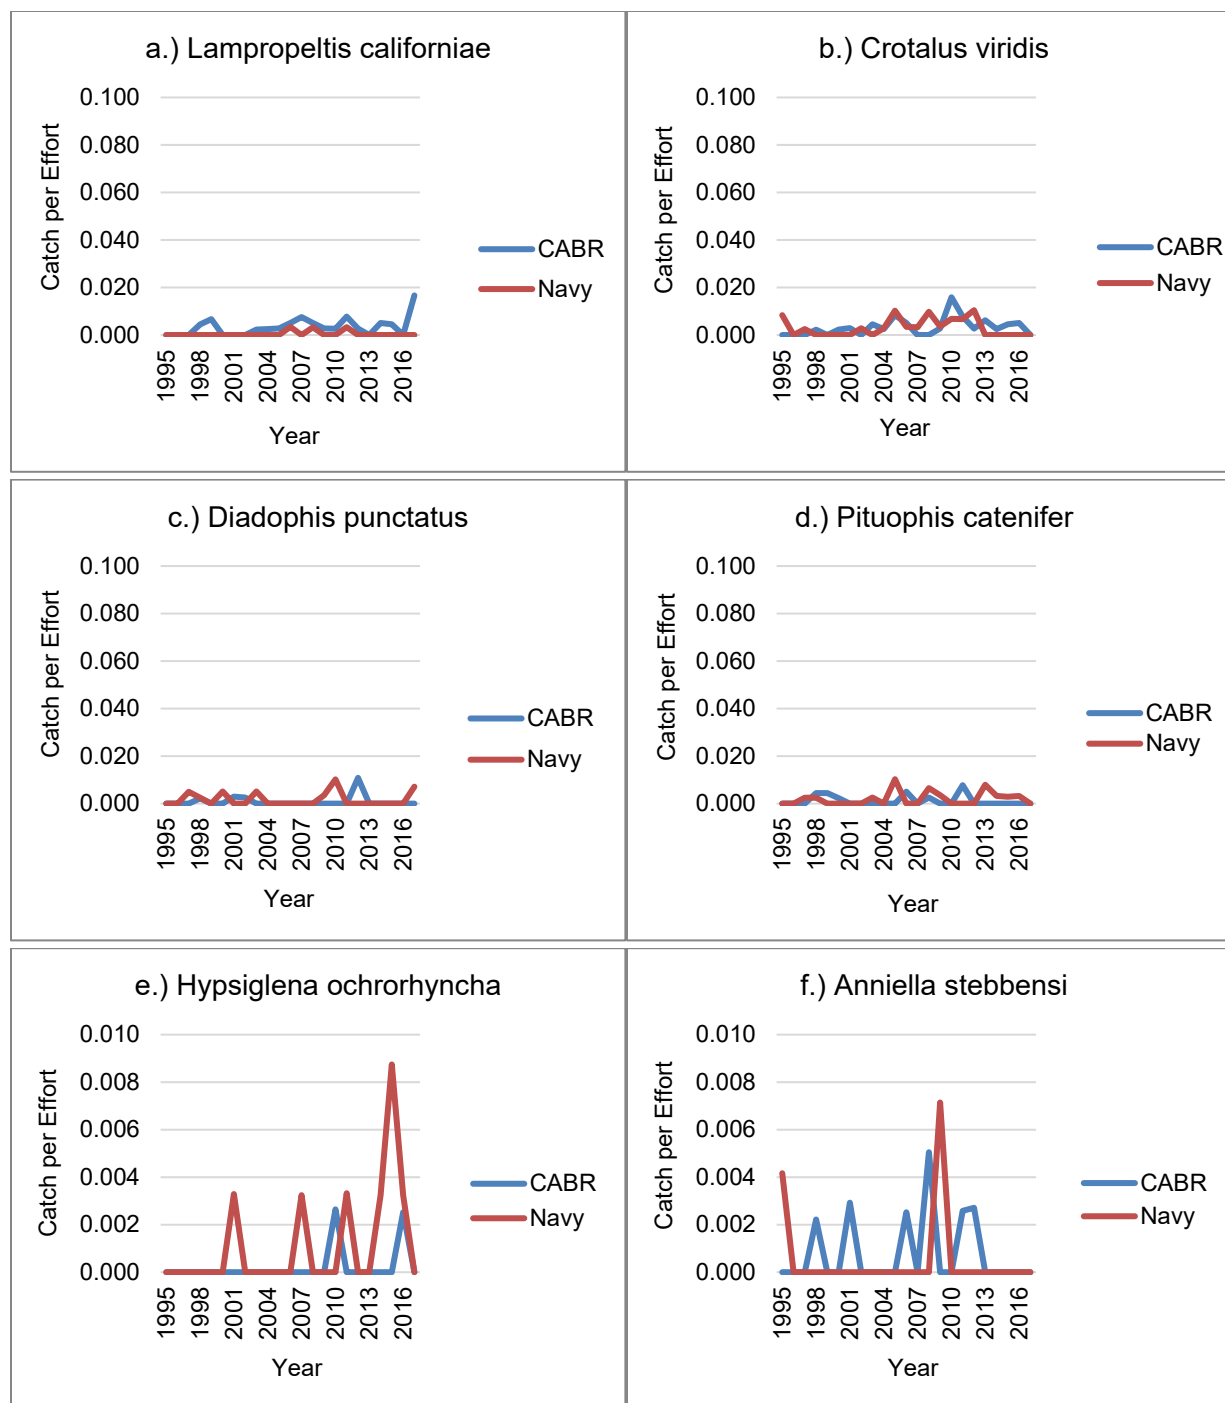 a.) Lampropeltis californiae
0.100
0.080
0.060
0.040
0.020
0.000
Catch per Effort
1995
1998
2001
2004
2007
2010
2013
2016
Year
CABR
Navy
b.) Crotalus viridis
0.100
0.080
0.060
0.040
0.020
0.000
Catch per Effort
1995
1998
2001
2004
2007
2010
2013
2016
Year
CABR
Navy
c.) Diadophis punctatus
0.100
0.080
0.060
0.040
0.020
0.000
Catch per Effort
1995
1998
2001
2004
2007
2010
2013
2016
Year
CABR
Navy
d.) Pituophis catenifer
0.100
0.080
0.060
0.040
0.020
0.000
Catch per Effort
1995
1998
2001
2004
2007
2010
2013
2016
Year
CABR
Navy
e.) Hypsiglena ochrorhyncha
0.010
0.008
0.006
0.004
0.002
0.000
Catch per Effort
1995
1998
2001
2004
2007
2010
2013
2016
Year
CABR
Navy
f.) Anniella stebbensi
0.010
0.008
0.006
0.004
0.002
0.000
Catch per Effort
1995
1998
2001
2004
2007
2010
2013
2016
Year
CABR
Navy